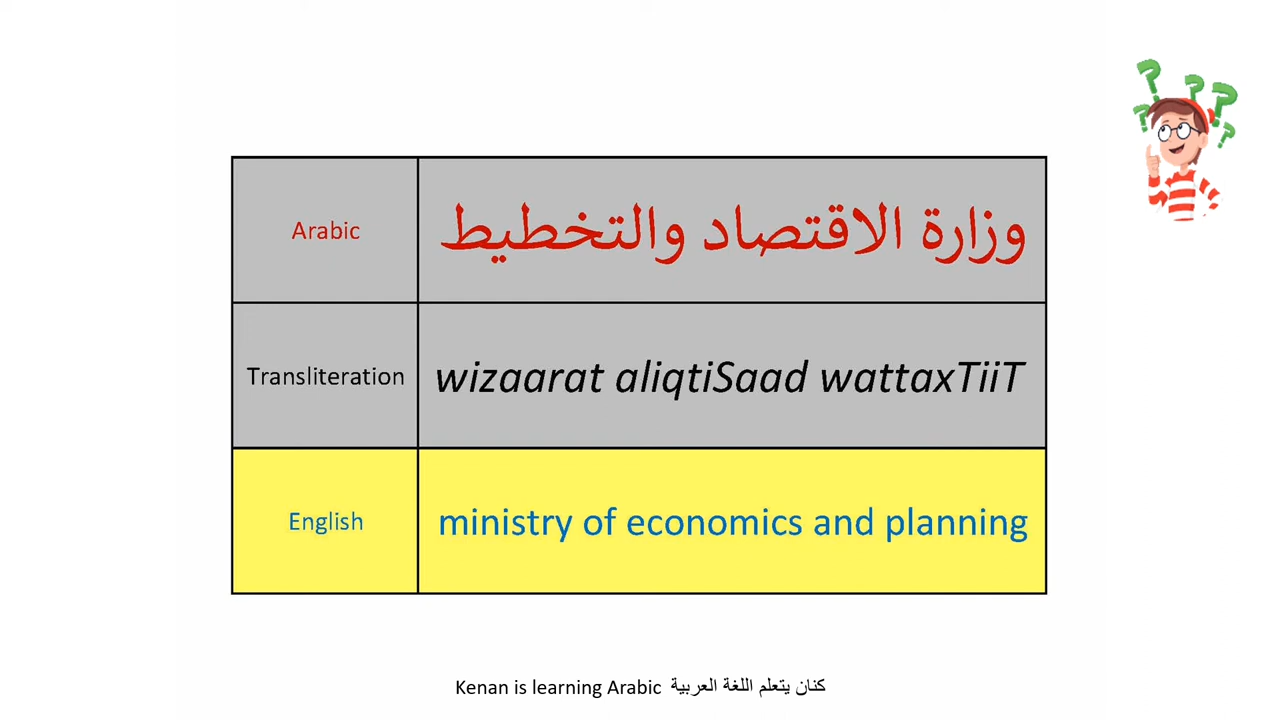 Arabic وزارة الاقتصاد والتخطيط
Transliteration wizaarat aliqtiSaad wattaxTiiT
English ministry of economics and planning
Kenan is learning Arabic كنان يتعلم اللغة العربية